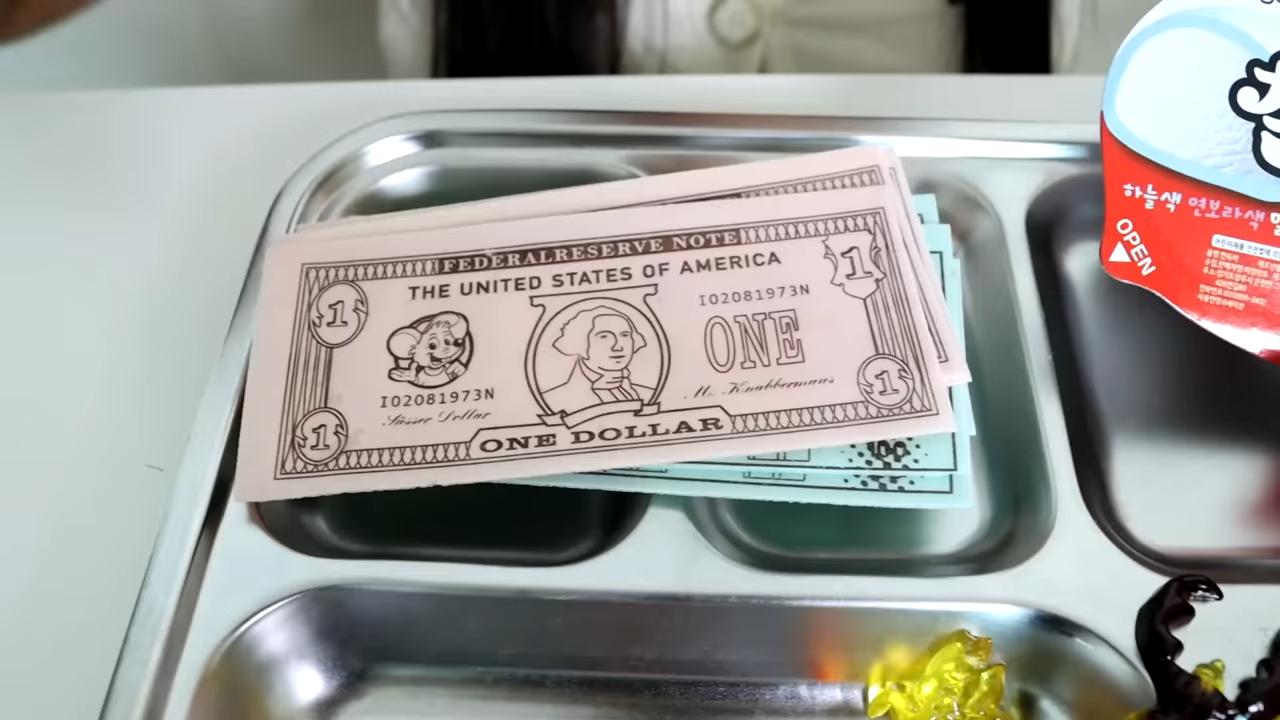 FEDERALRESERVE NOTE
THE UNITED STATES OF AMERICA
1
1
I02081973N
ONE
I02081973N
Süsser Dollar
M. Knabbermaus
1
1
ONE DOLLAR
하늘색 연보라색
OPEN